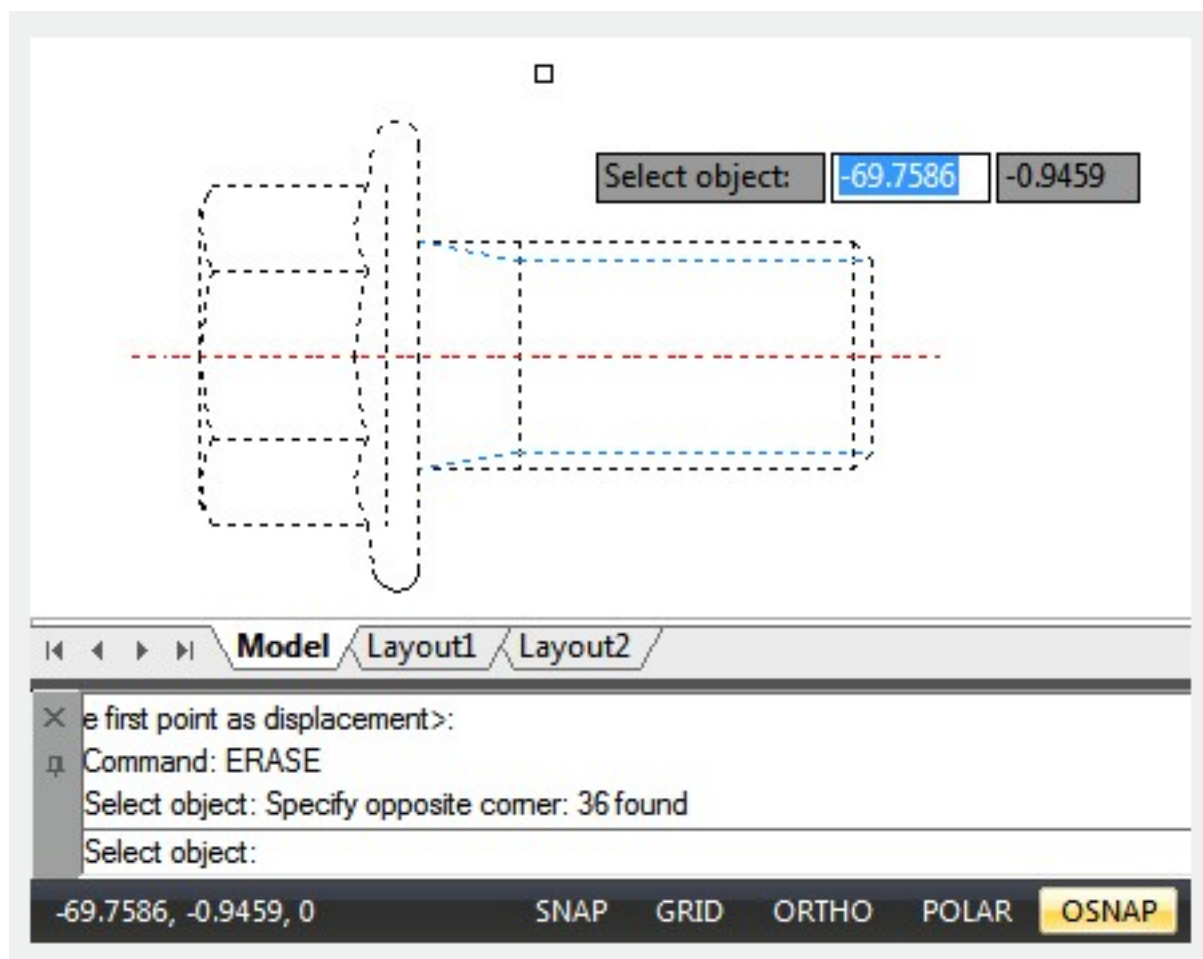 Select object: -69.7586 -0.9459
Model Layout1 Layout2
e first point as displacement>:
Command: ERASE
Select object: Specify opposite corner: 36 found
Select object:
-69.7586, -0.9459, 0 SNAP GRID ORTHO POLAR OSNAP